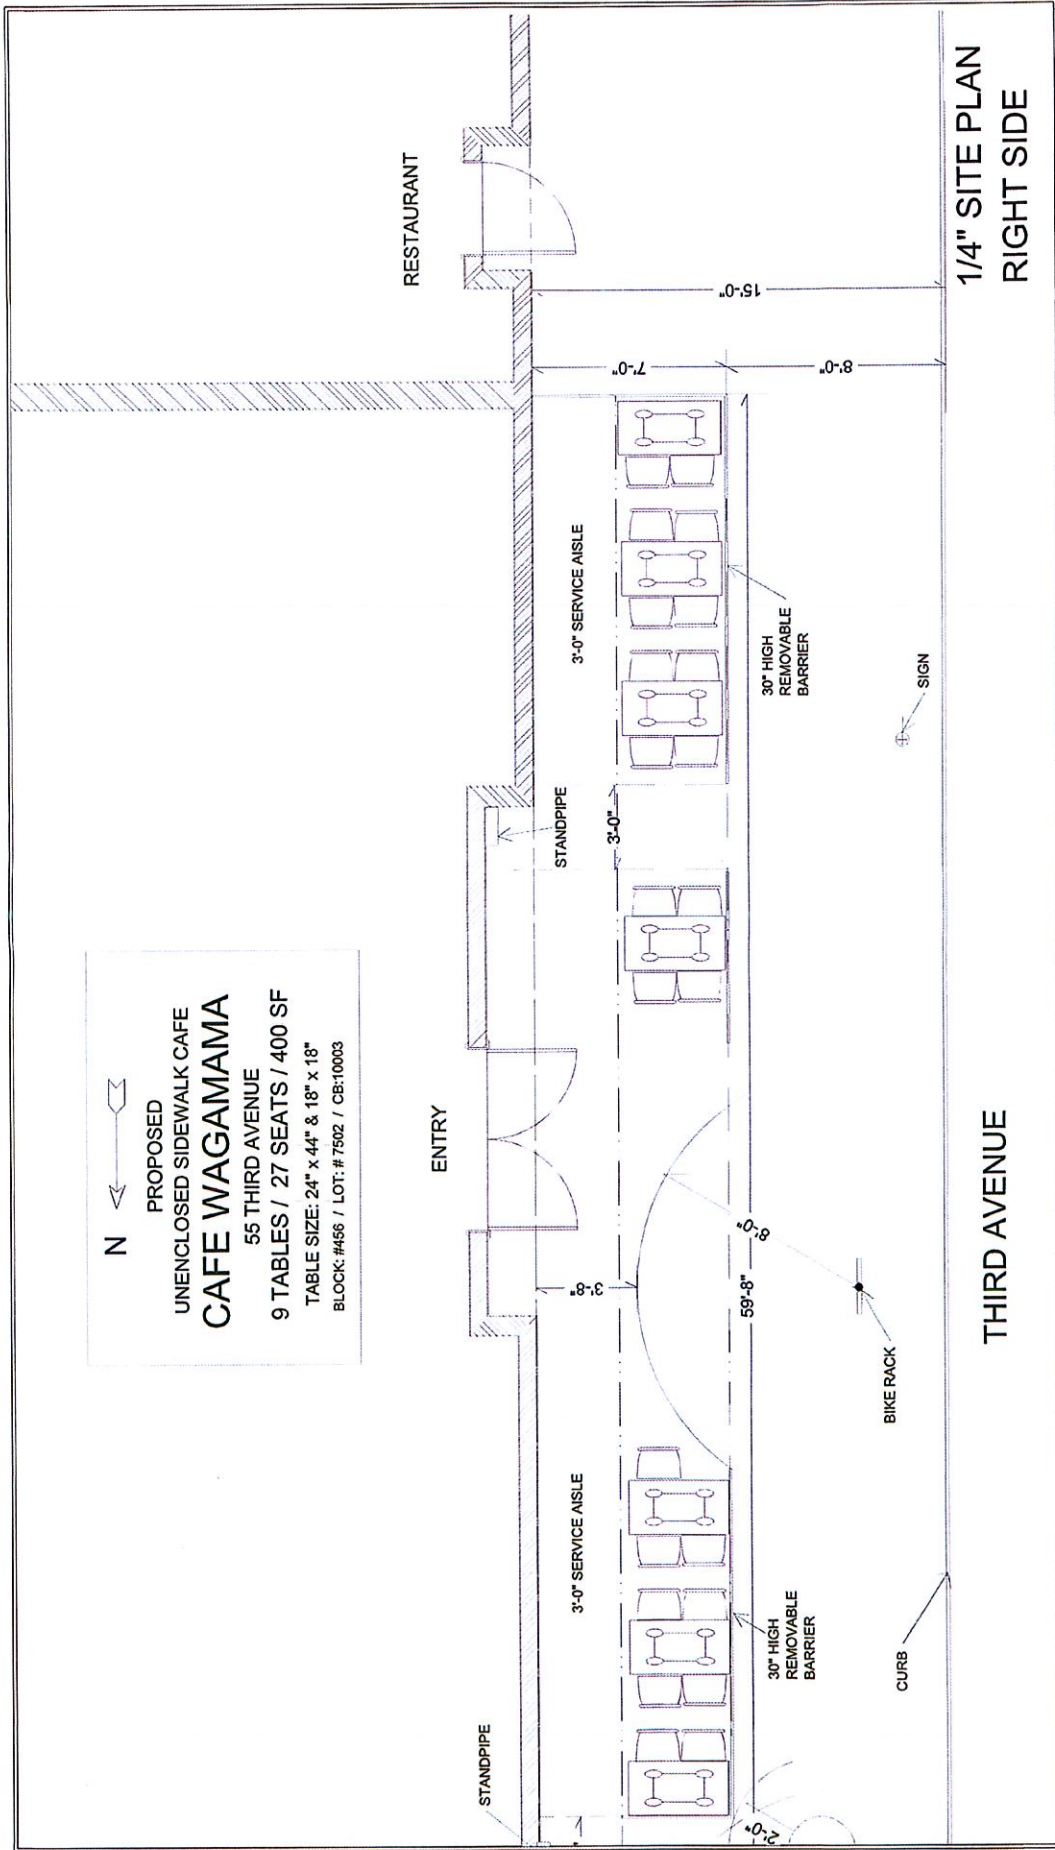 N
PROPOSED
UNENCLOSED SIDEWALK CAFE
CAFE WAGAMAMA
55 THIRD AVENUE
9 TABLES / 27 SEATS / 400 SF
TABLE SIZE: 24" x 44" & 18" x 18"
BLOCK: #456 / LOT: # 7502 / CB:10003
RESTAURANT
ENTRY
STANDPIPE
STANDPIPE
3'-0" SERVICE AISLE
3'-0" SERVICE AISLE
3'-8"
3'-0"
7'-0"
15'-0"
8'-0"
8'-0"
59'-8"
2'-0"
30" HIGH
REMOVABLE
BARRIER
30" HIGH
REMOVABLE
BARRIER
SIGN
BIKE RACK
CURB
THIRD AVENUE
1/4" SITE PLAN
RIGHT SIDE